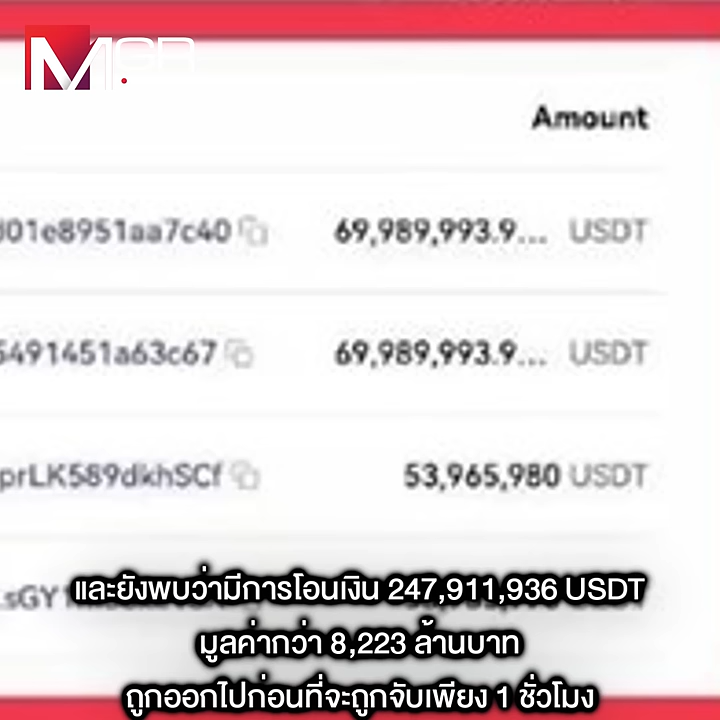 MGR
Amount
01e8951aa7c40 69,989,993.9... USDT
5491451a63c67 69,989,993.9... USDT
prLK589dkhSCf 53,965,980 USDT
sGY
และยังพบว่ามีการโอนเงิน 247,911,936 USDT
มูลค่ากว่า 8,223 ล้านบาท
ถูกออกไปก่อนที่จะถูกจับเพียง 1 ชั่วโมง